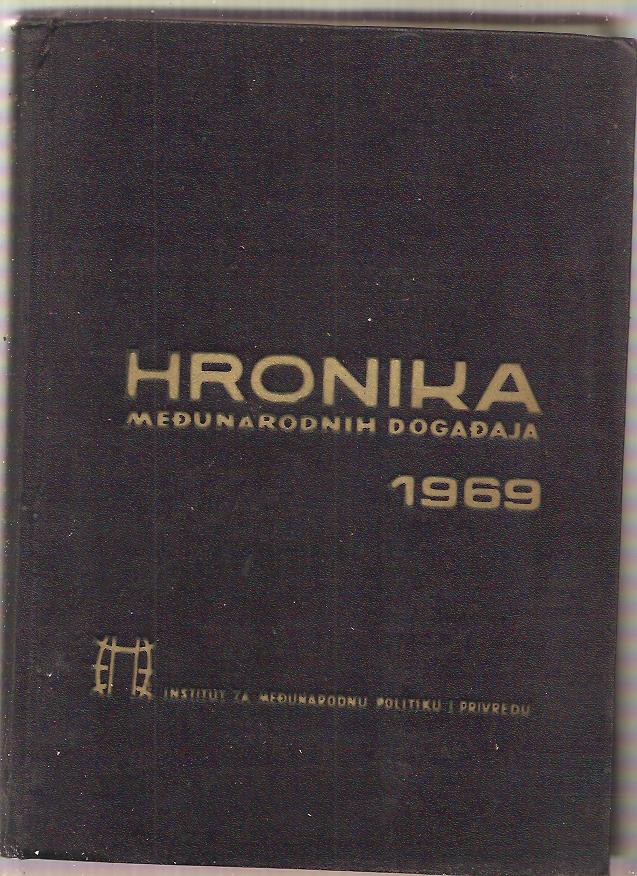 HRONIKA
MEĐUNARODNIH DOGAĐAJA
1969
INSTITUT ZA MEĐUNARODNU POLITIKU I PRIVREDU